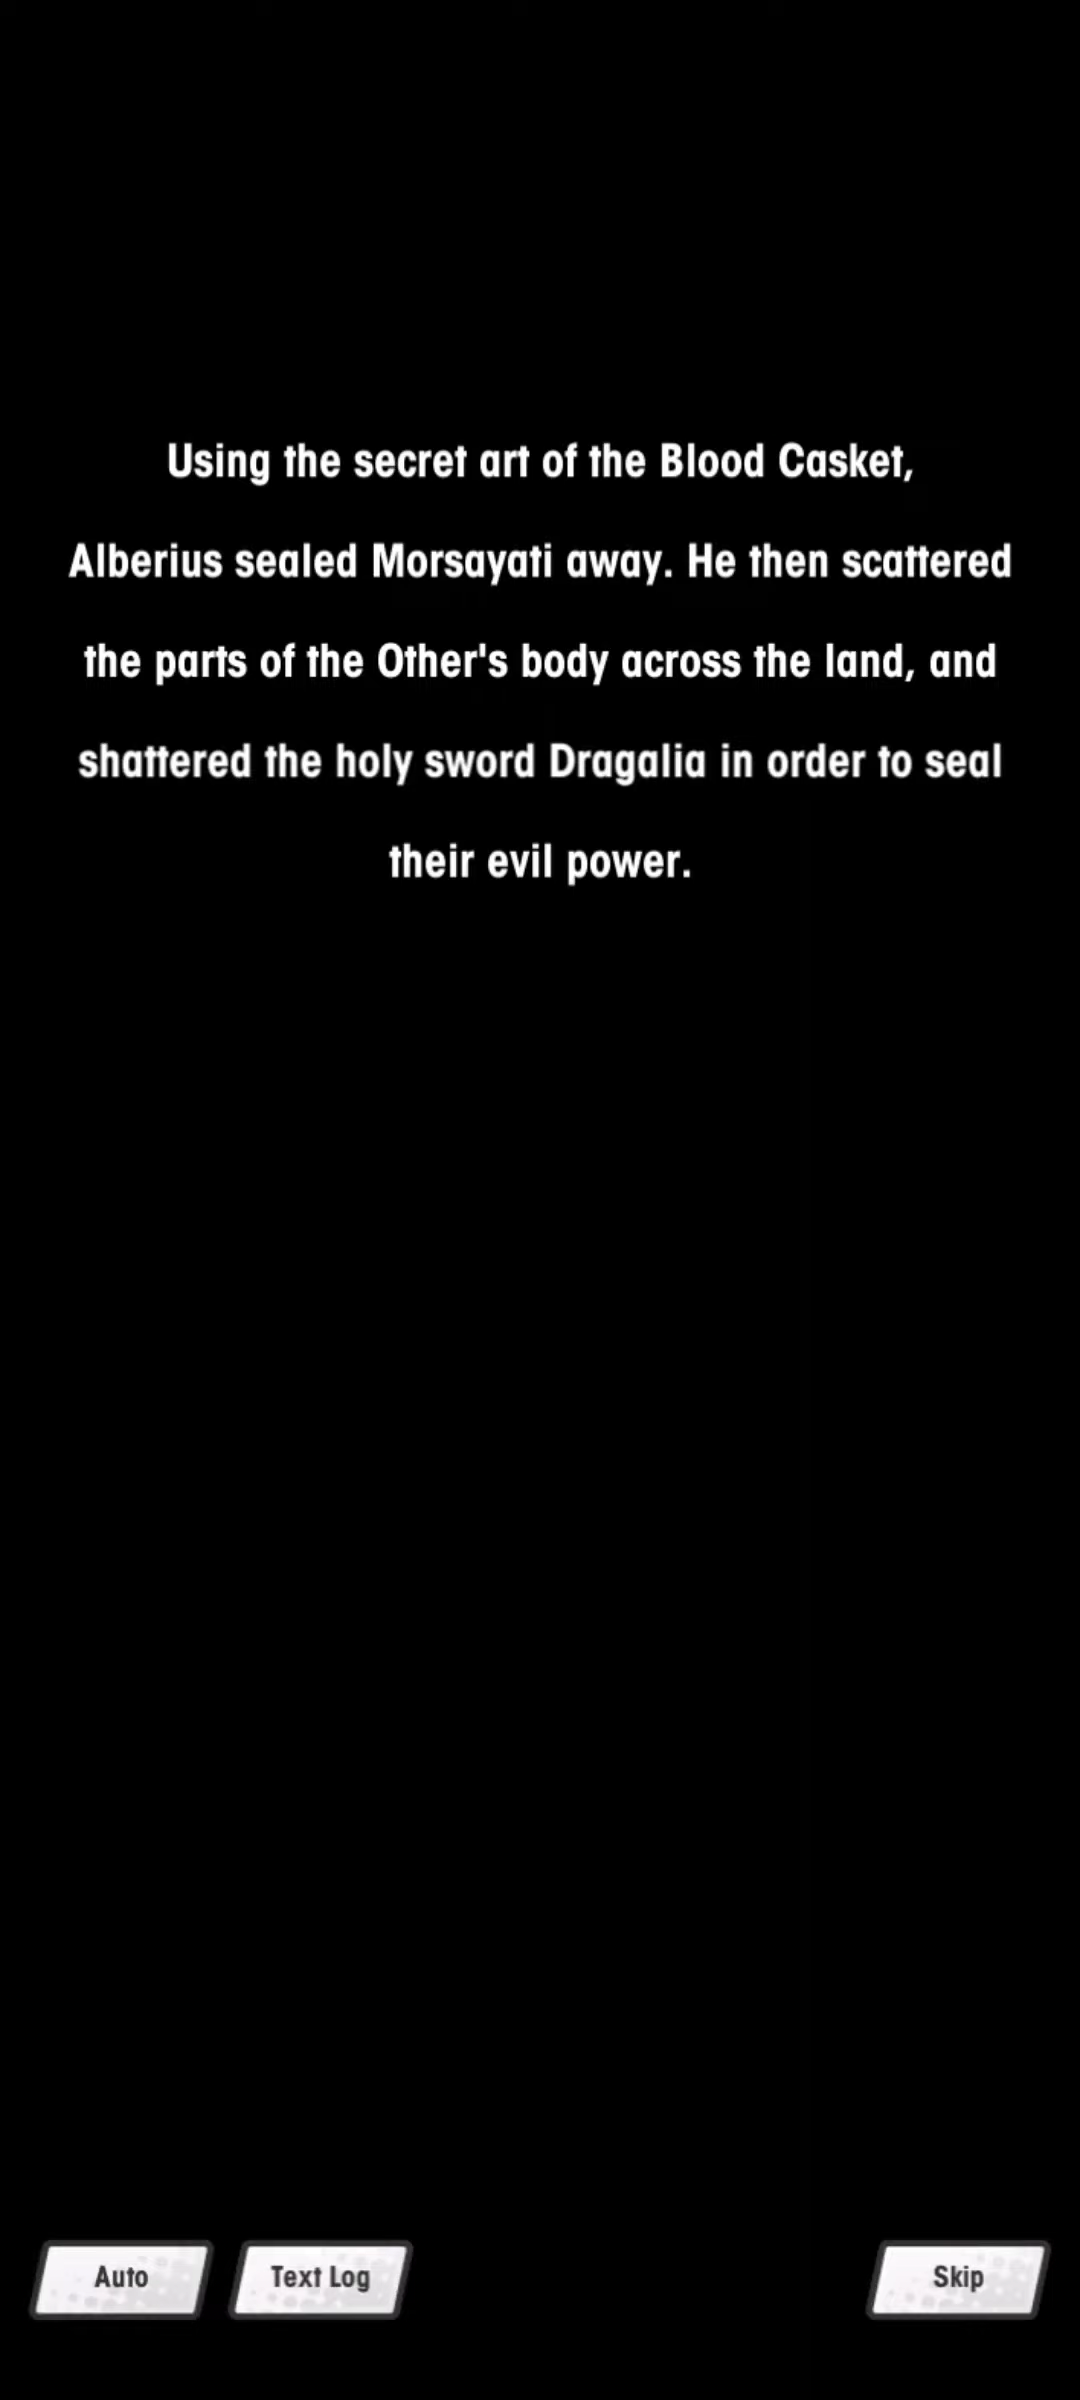 Using the secret art of the Blood Casket,
Alberius sealed Morsayati away. He then scattered
the parts of the Other's body across the land, and
shattered the holy sword Dragalia in order to seal
their evil power.
Auto
Text Log
Skip